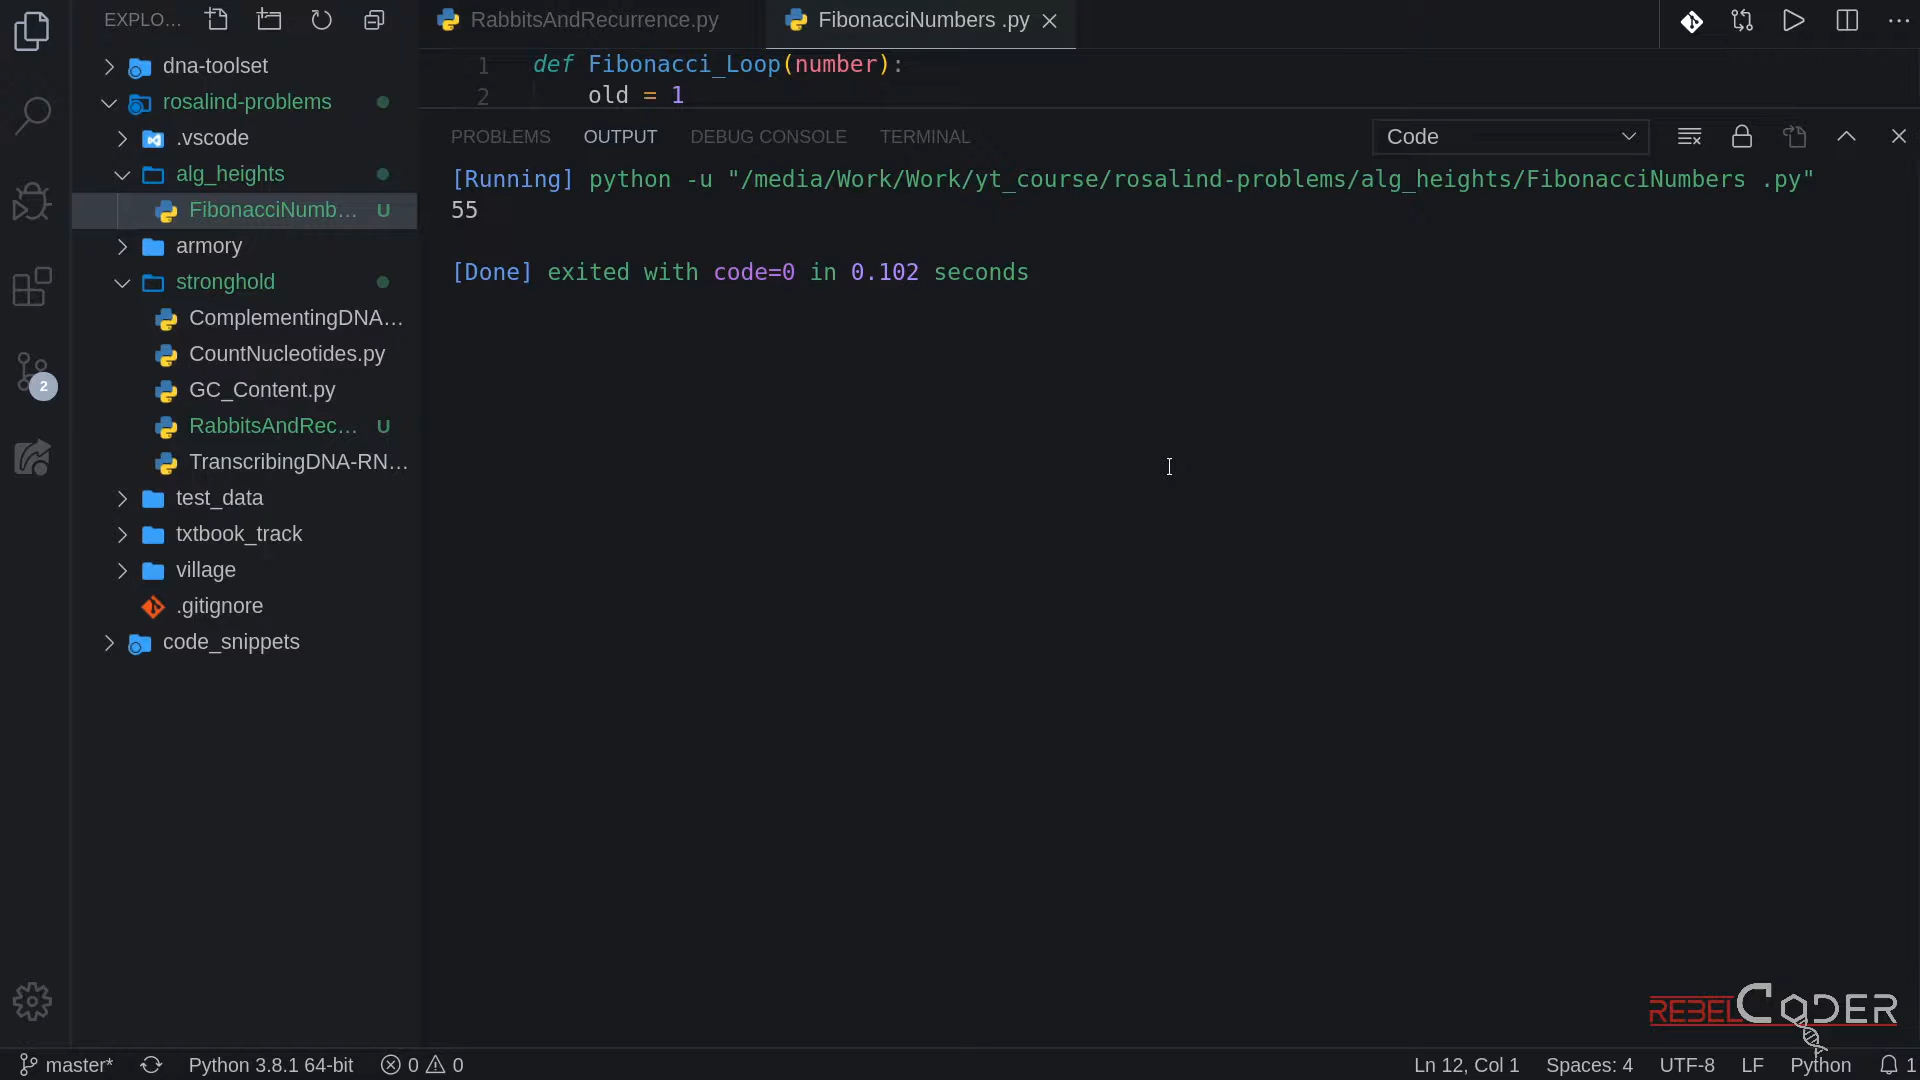 EXPLO...
dna-toolset
rosalind-problems
.vscode
alg_heights
FibonacciNumb... U
armory
stronghold
ComplementingDNA...
CountNucleotides.py
GC_Content.py
RabbitsAndRec... U
TranscribingDNA-RN...
test_data
txtbook_track
village
.gitignore
code_snippets
2
RabbitsAndRecurrence.py
FibonacciNumbers .py
1 def Fibonacci_Loop(number):
2 old = 1
PROBLEMS OUTPUT DEBUG CONSOLE TERMINAL
Code
[Running] python -u "/media/Work/Work/yt_course/rosalind-problems/alg_heights/FibonacciNumbers .py"
55
[Done] exited with code=0 in 0.102 seconds
REBELCODER
master* Python 3.8.1 64-bit 0 0 Ln 12, Col 1 Spaces: 4 UTF-8 LF Python 1